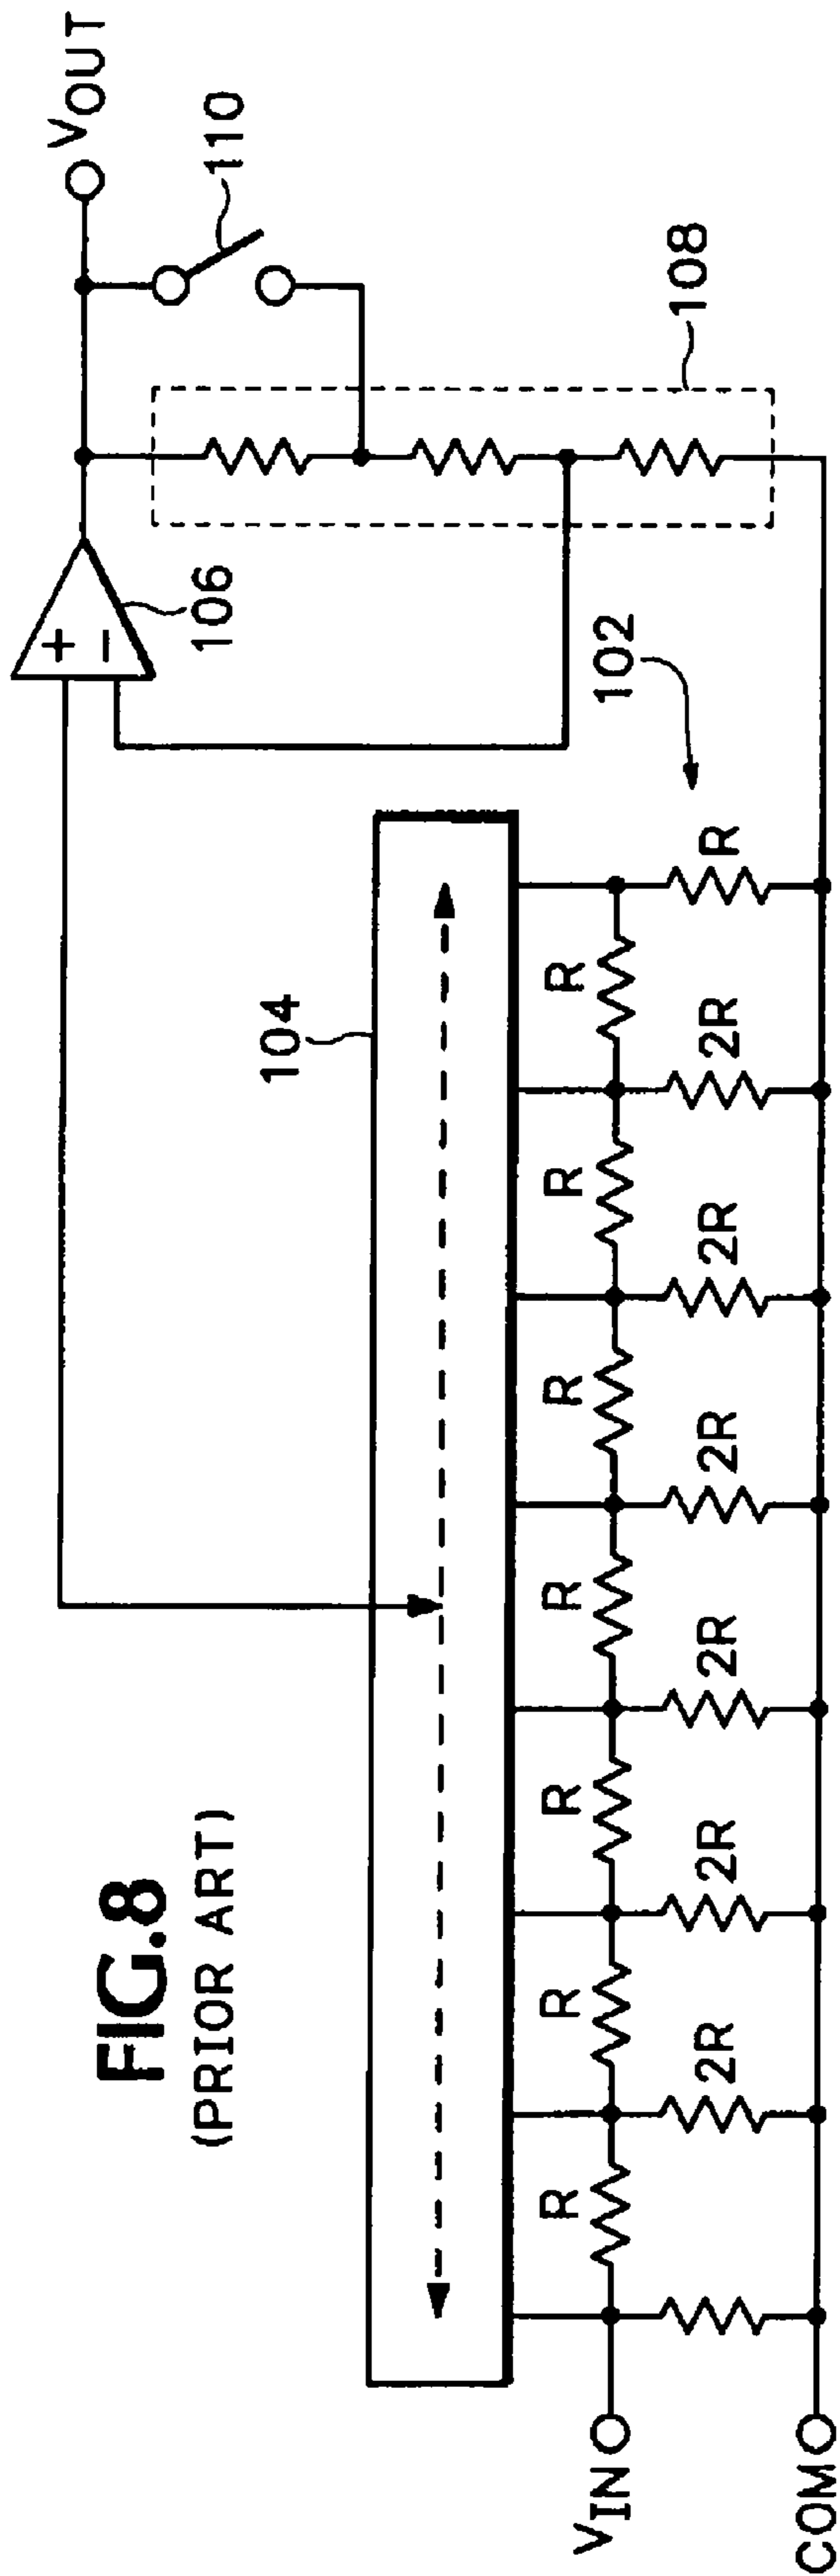 FIG.8
(PRIOR ART)
VOUT
110
106
108
104
102
R
R
R
R
R
R
R
2R
2R
2R
2R
2R
2R
R
VIN
COM
+
−